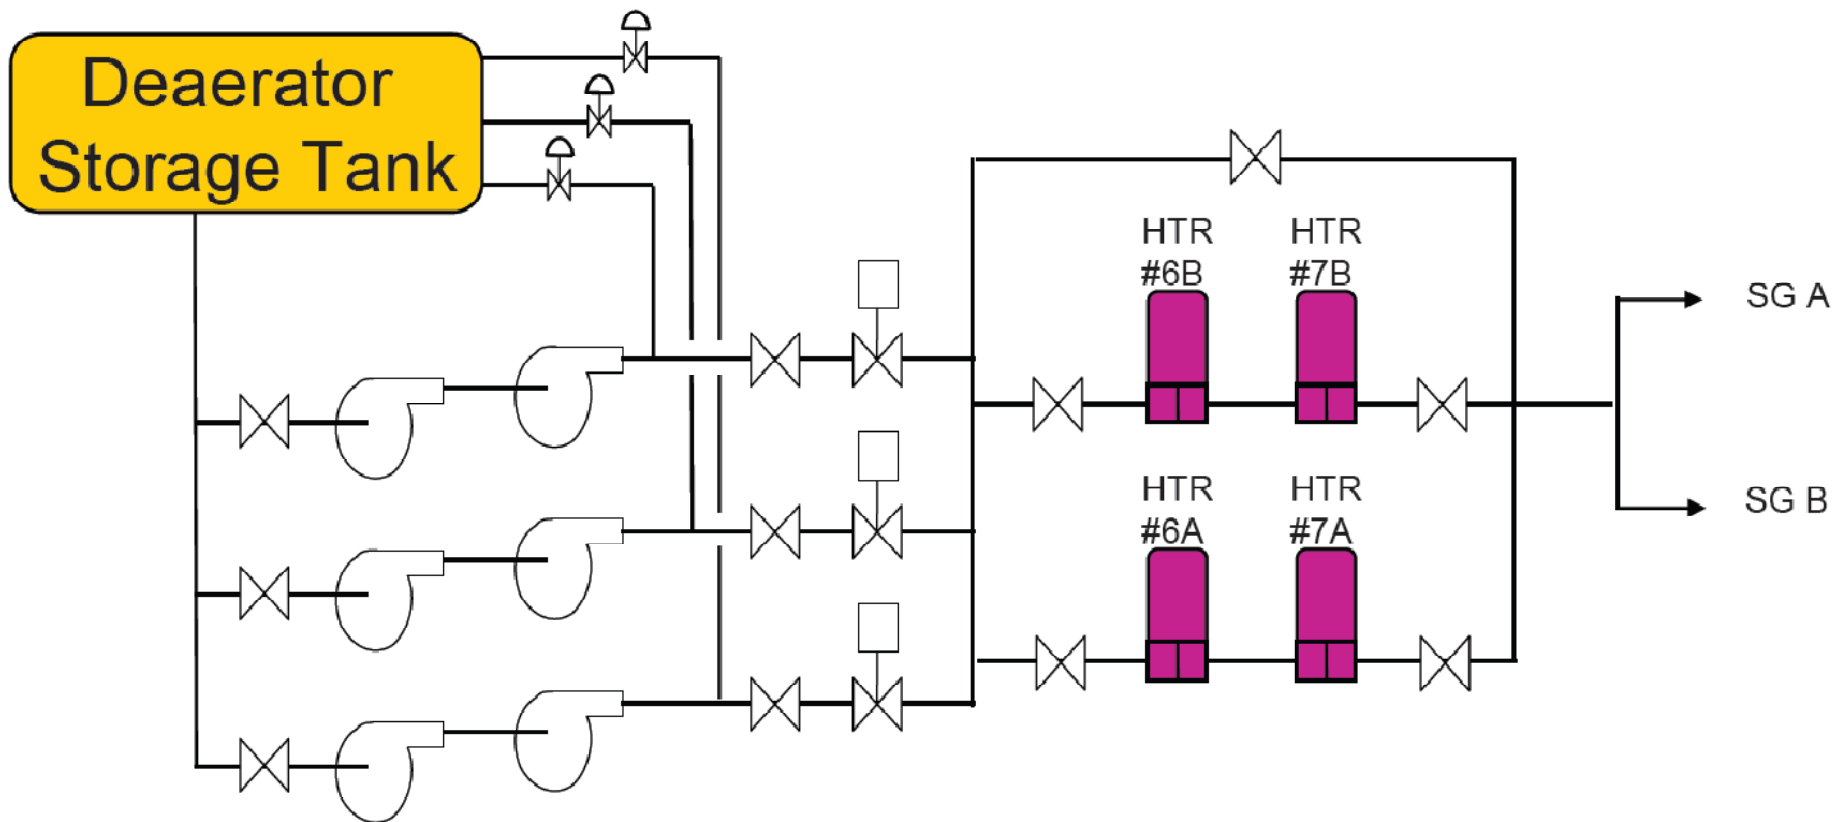 Deaerator
Storage Tank
HTR
#6B
HTR
#7B
SG A
HTR
#6A
HTR
#7A
SG B